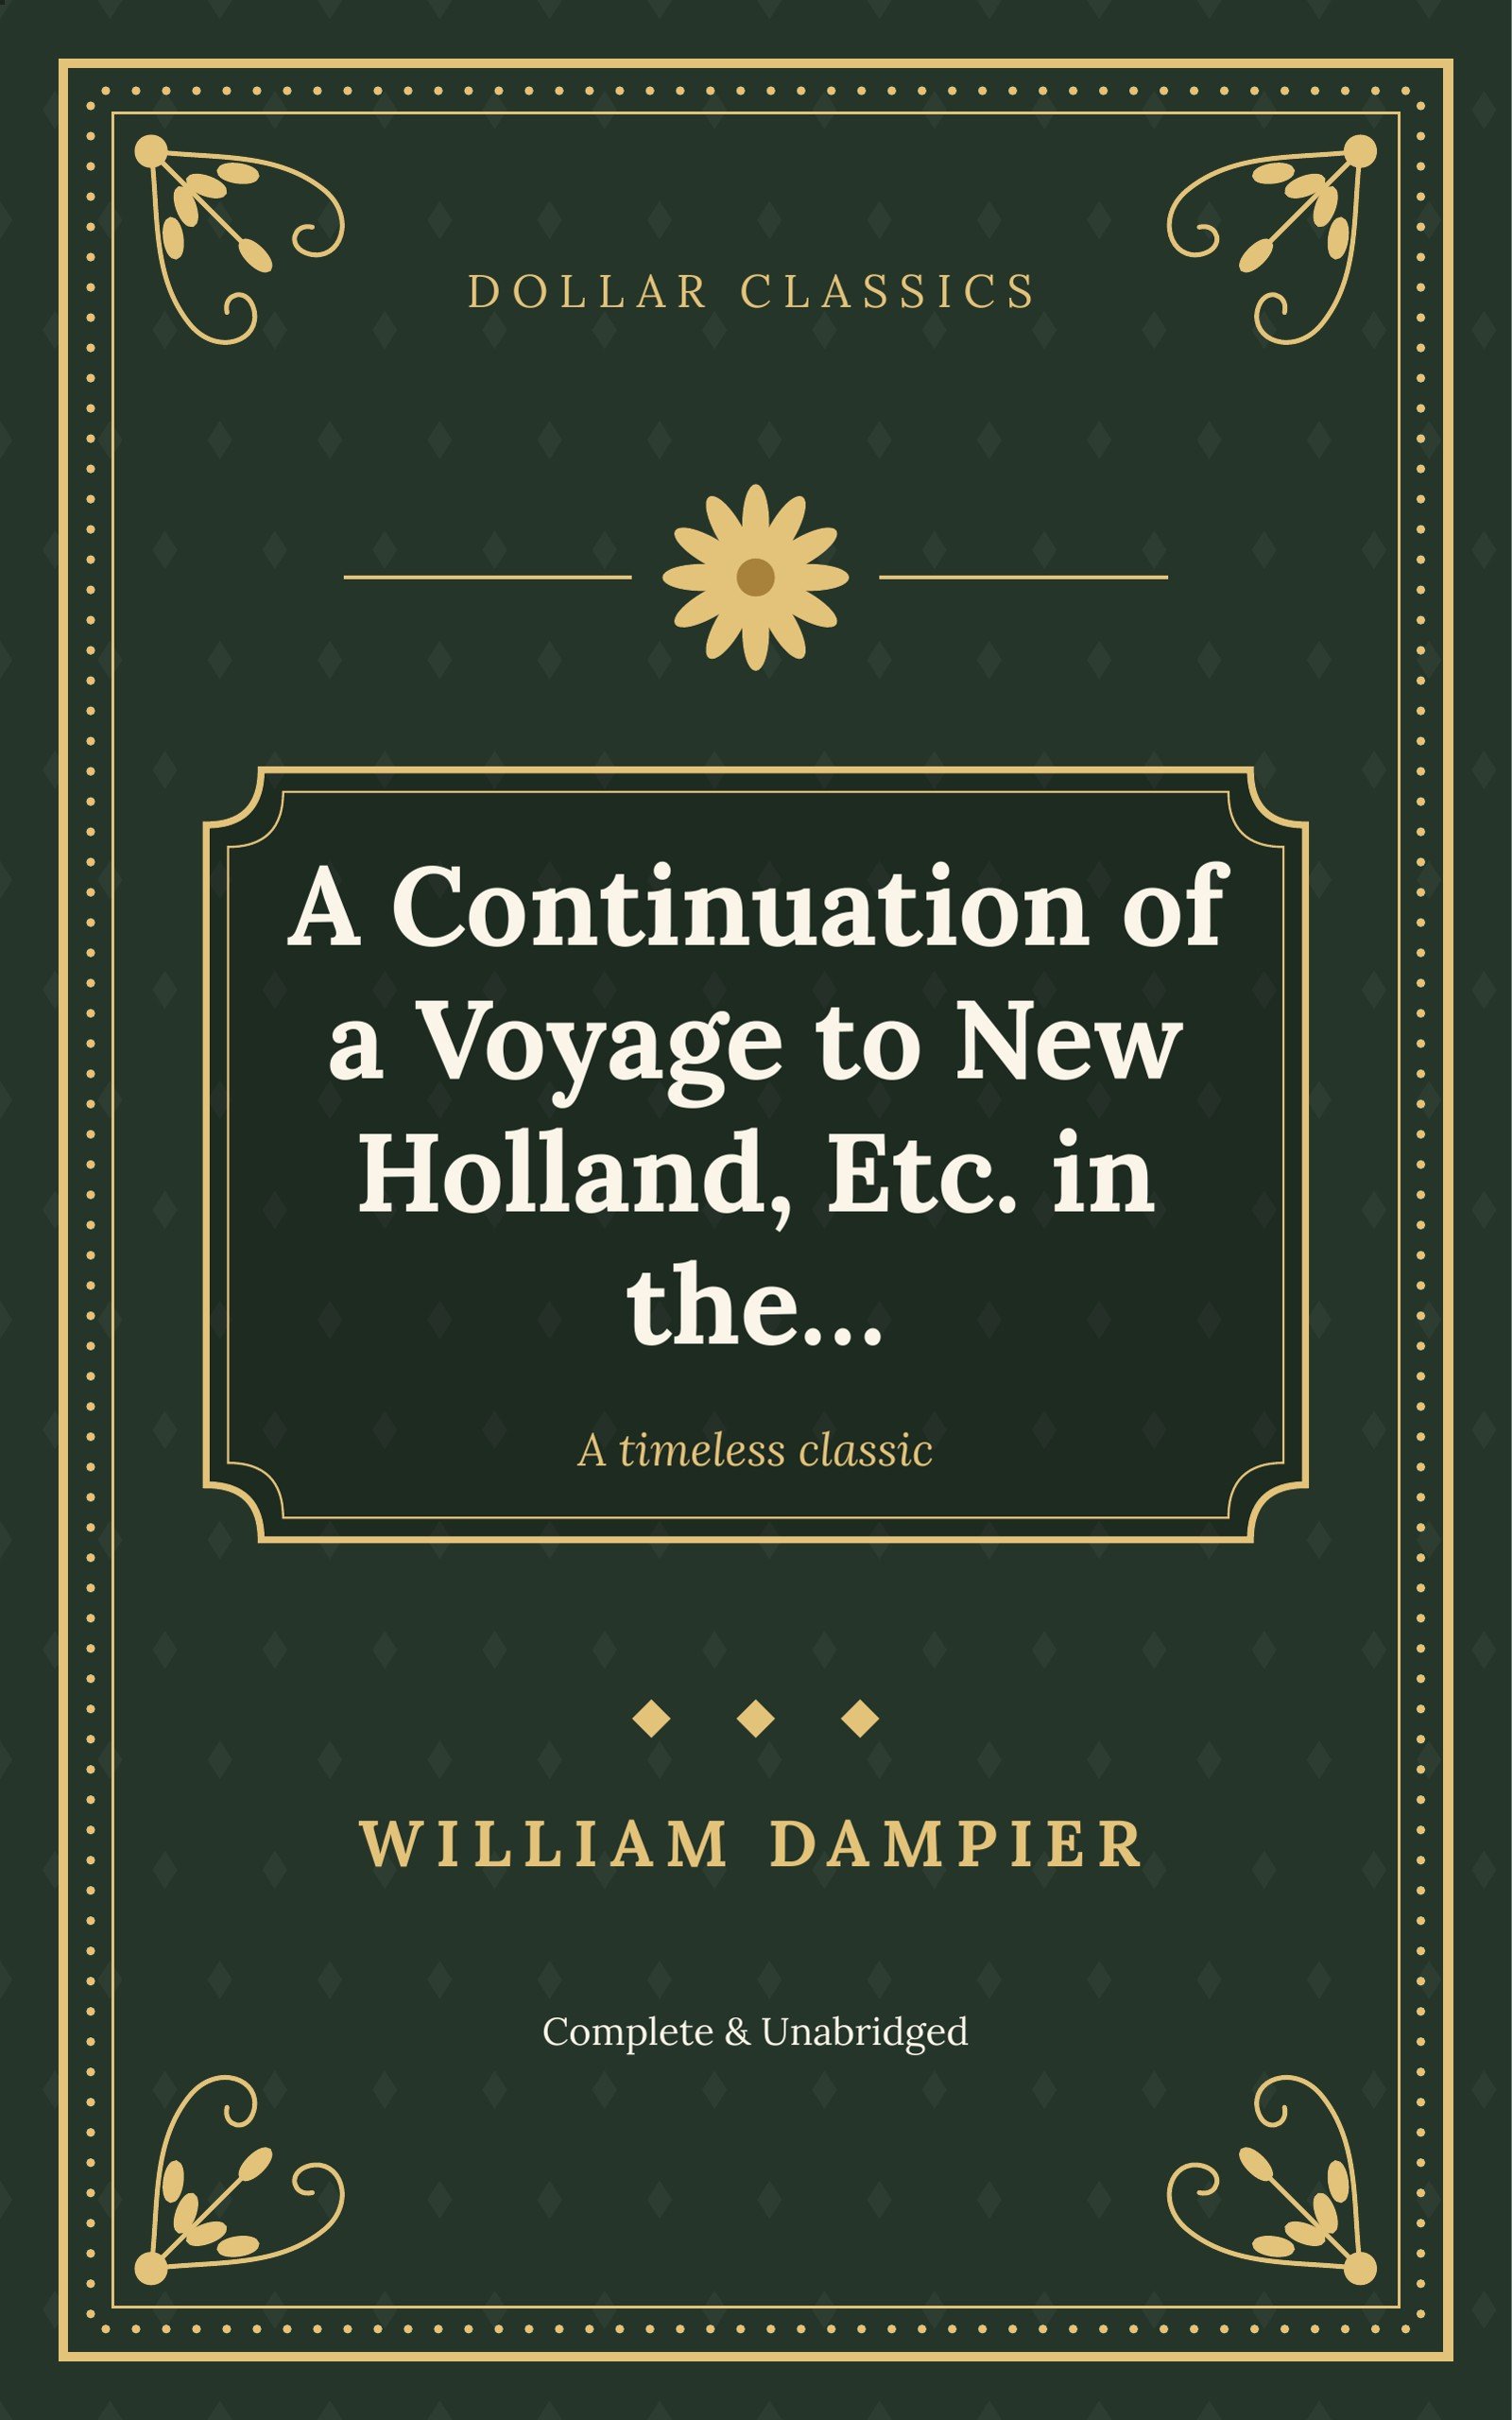 DOLLAR CLASSICS
A Continuation of
a Voyage to New
Holland, Etc. in
the...
A timeless classic
WILLIAM DAMPIER
Complete & Unabridged